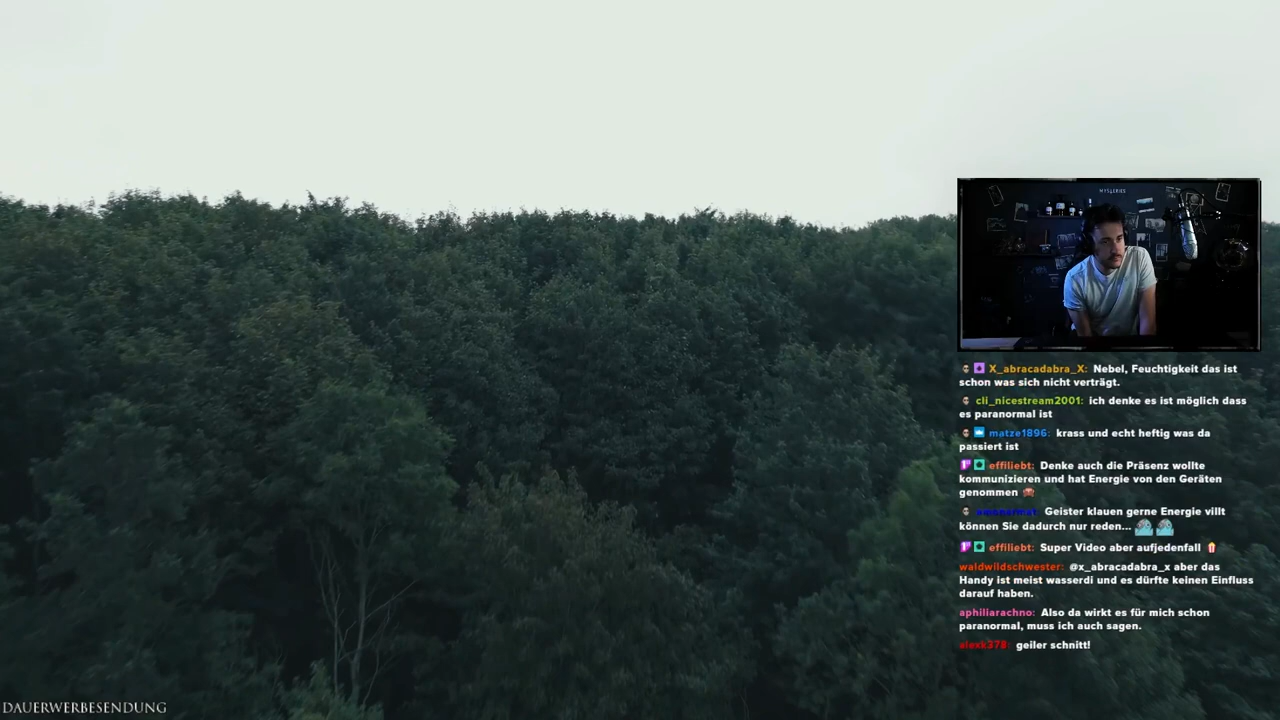 MYSTERIES
X_abracadabra_X: Nebel, Feuchtigkeit das ist
schon was sich nicht verträgt.
cli_nicestream2001: ich denke es ist möglich dass
es paranormal ist
matze1896: krass und echt heftig was da
passiert ist
effiliebt: Denke auch die Präsenz wollte
kommunizieren und hat Energie von den Geräten
genommen
Geister klauen gerne Energie villt
können Sie dadurch nur reden...
effiliebt: Super Video aber aufjedenfall
waldwildschwester: @x_abracadabra_x aber das
Handy ist meist wasserdi und es dürfte keinen Einfluss
darauf haben.
aphiliarachno: Also da wirkt es für mich schon
paranormal, muss ich auch sagen.
alexk378: geiler schnitt!
DAUERWERBESENDUNG